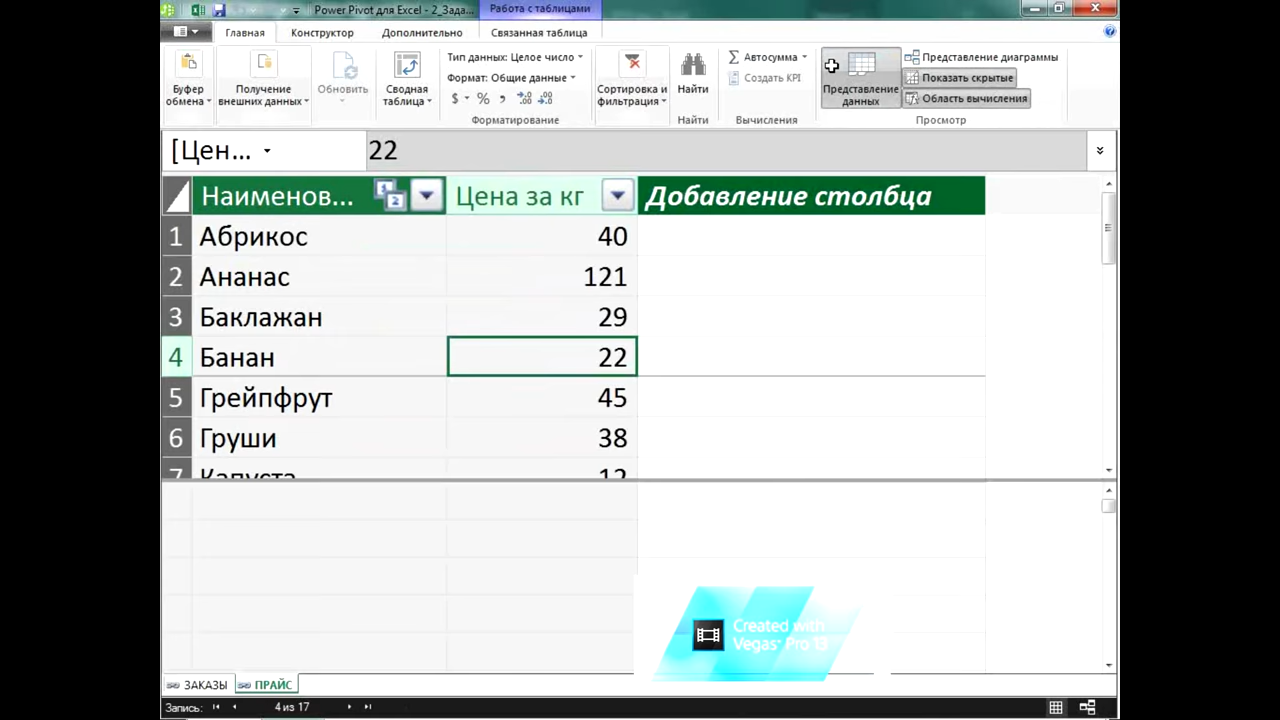 Power Pivot для Excel - 2_Зада...
Работа с таблицами
Главная
Конструктор
Дополнительно
Связанная таблица
Буфер обмена
Получение внешних данных
Обновить
Сводная таблица
Тип данных: Целое число
Формат: Общие данные
$ % ,
Форматирование
Сортировка и фильтрация
Найти
Найти
Автосумма
Создать KPI
Вычисления
Представление данных
Представление диаграммы
Показать скрытые
Область вычисления
Просмотр
[Цен... 22
Наименов... Цена за кг Добавление столбца
1 Абрикос 40
2 Ананас 121
3 Баклажан 29
4 Банан 22
5 Грейпфрут 45
6 Груши 38
7 Капуста 12
Created with
Vegas Pro 13
ЗАКАЗЫ ПРАЙС
Запись: 4 из 17